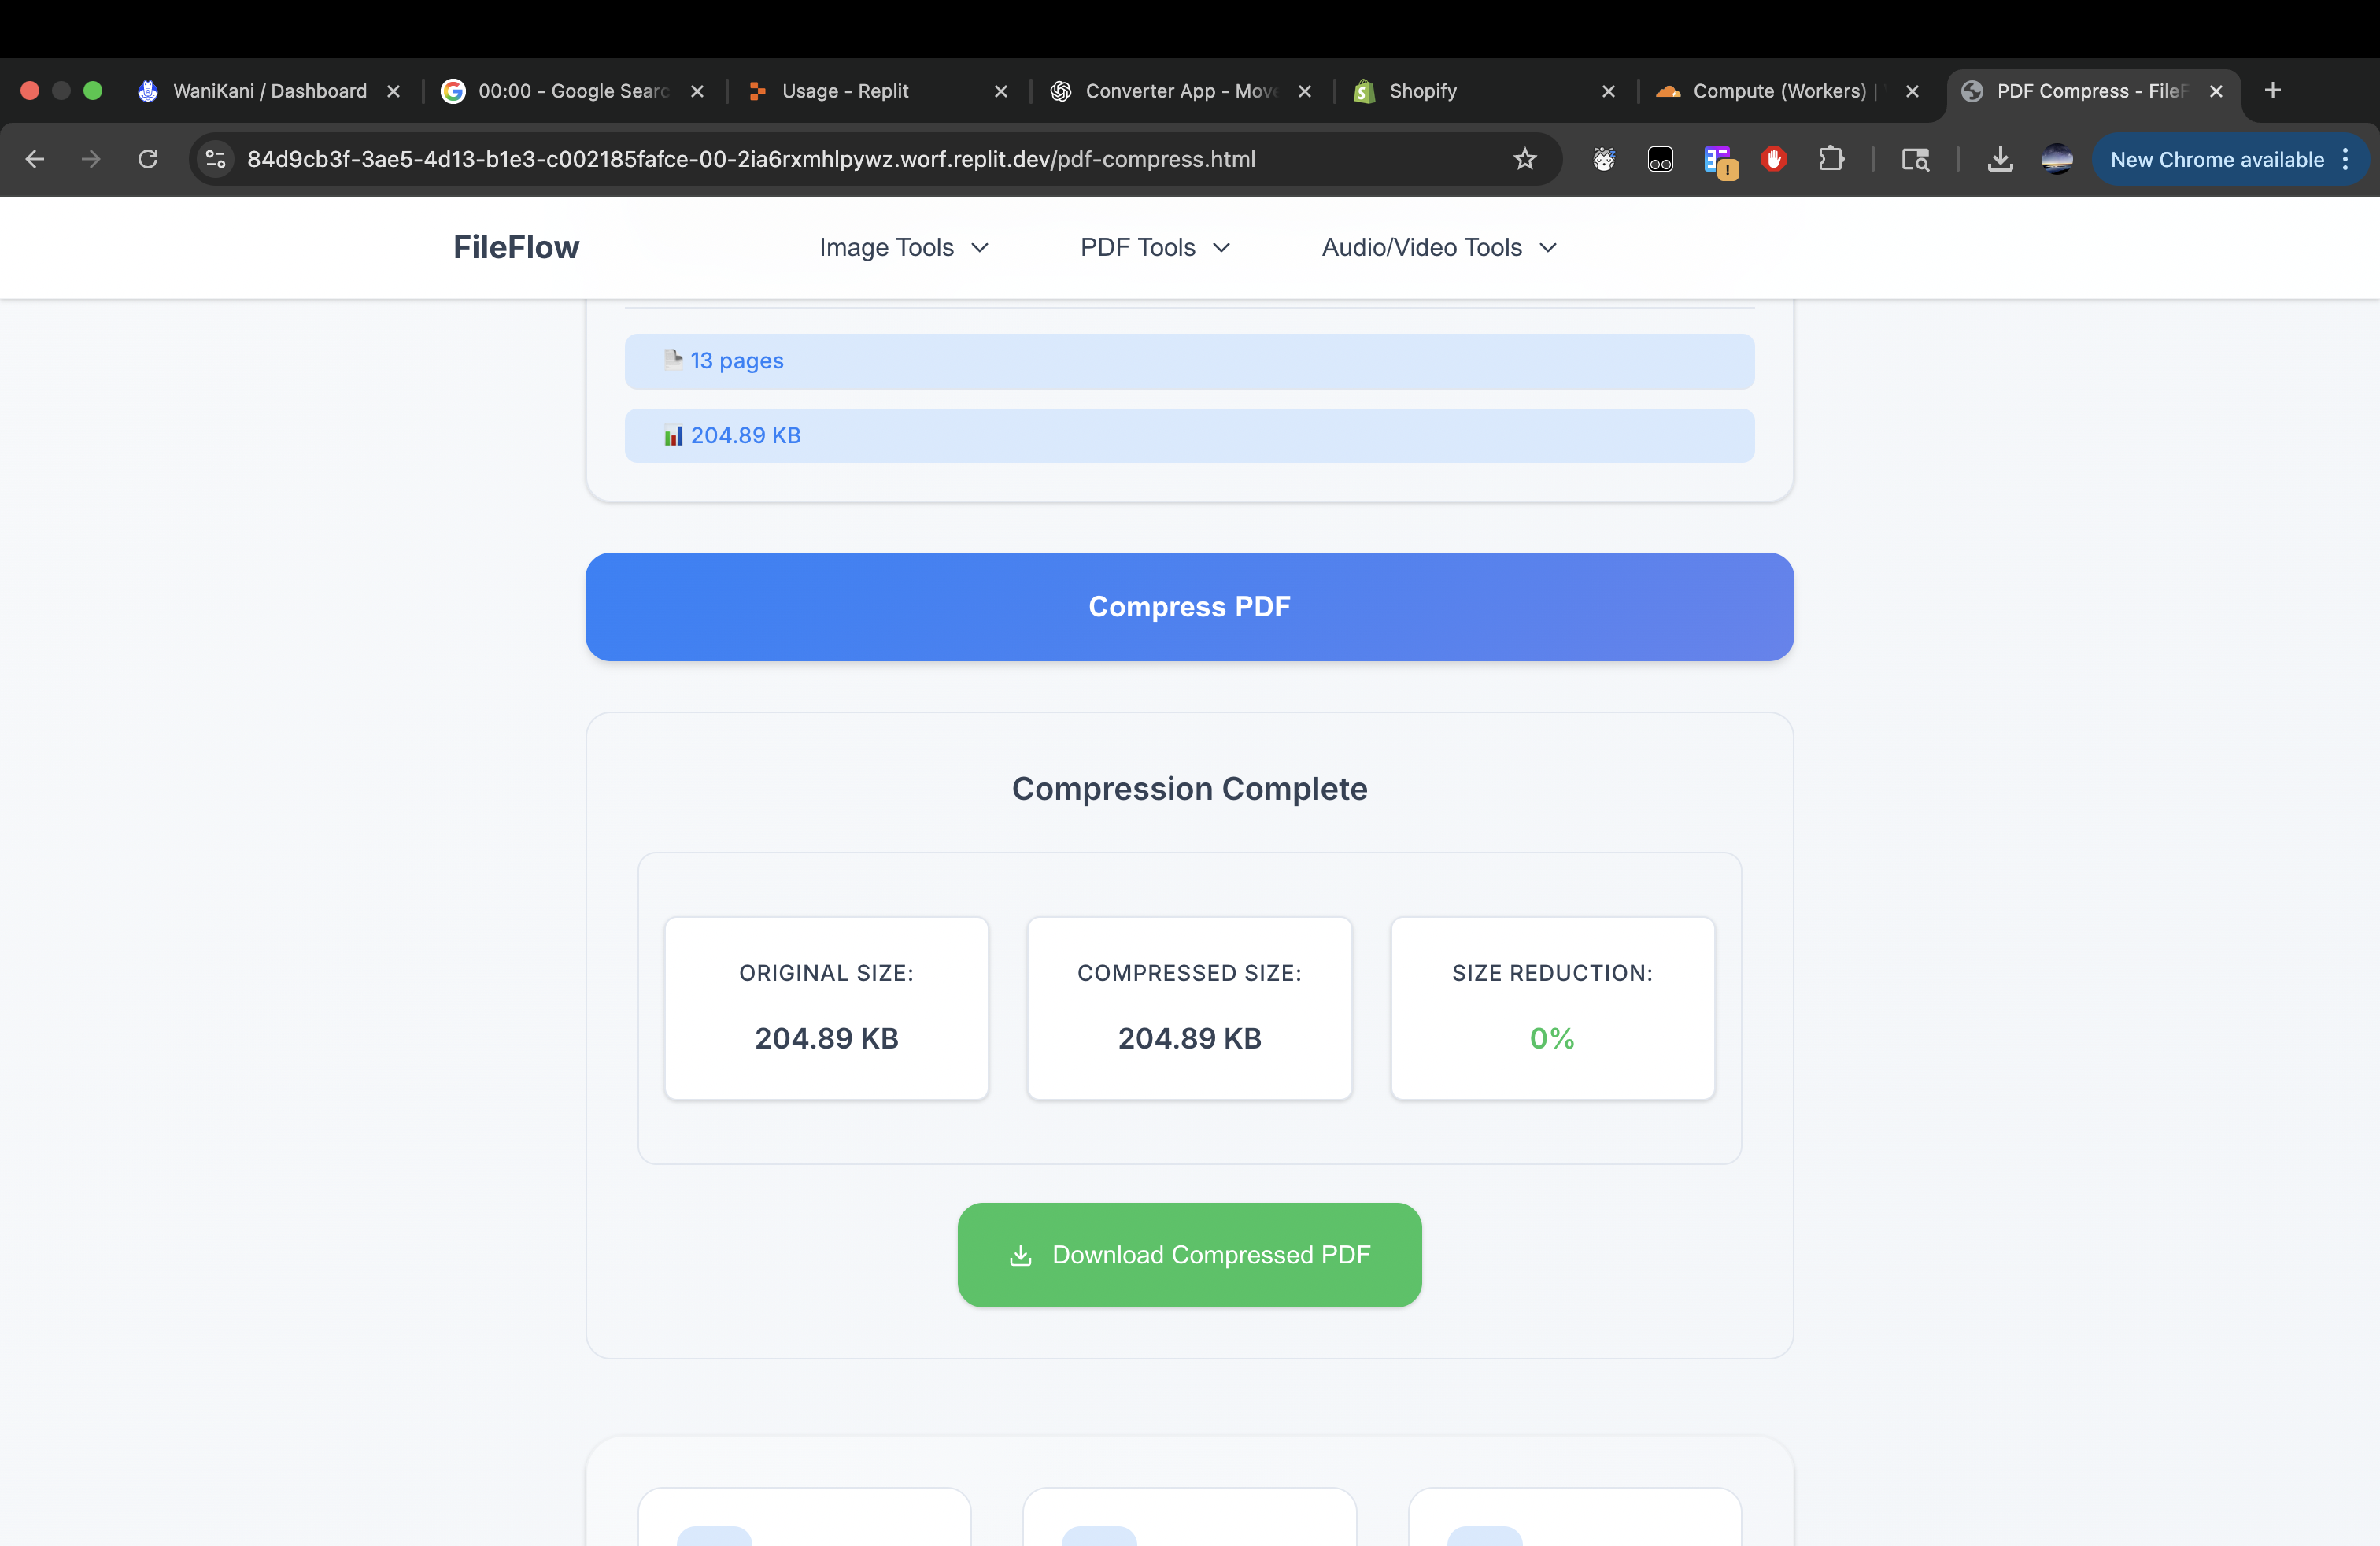 WaniKani / Dashboard
00:00 - Google Searc
Usage - Replit
Converter App - Move
Shopify
Compute (Workers) |
PDF Compress - FileF
84d9cb3f-3ae5-4d13-b1e3-c002185fafce-00-2ia6rxmhlpywz.worf.replit.dev/pdf-compress.html
New Chrome available
FileFlow
Image Tools
PDF Tools
Audio/Video Tools
13 pages
204.89 KB
Compress PDF
Compression Complete
ORIGINAL SIZE:
204.89 KB
COMPRESSED SIZE:
204.89 KB
SIZE REDUCTION:
0%
Download Compressed PDF